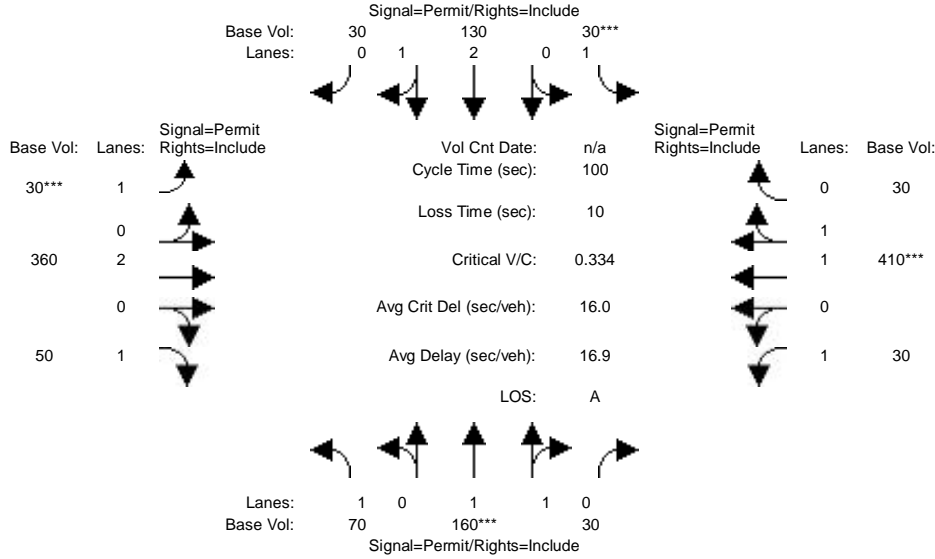 Signal=Permit/Rights=Include
Base Vol: 30 130 30***
Lanes: 0 1 2 0 1
Signal=Permit Signal=Permit
Base Vol: Lanes: Rights=Include Vol Cnt Date: n/a Rights=Include Lanes: Base Vol:
Cycle Time (sec): 100
30*** 1 0 30
Loss Time (sec): 10
0 1
360 2 Critical V/C: 0.334 1 410***
0 Avg Crit Del (sec/veh): 16.0 0
50 1 Avg Delay (sec/veh): 16.9 1 30
LOS: A
Lanes: 1 0 1 1 0
Base Vol: 70 160*** 30
Signal=Permit/Rights=Include